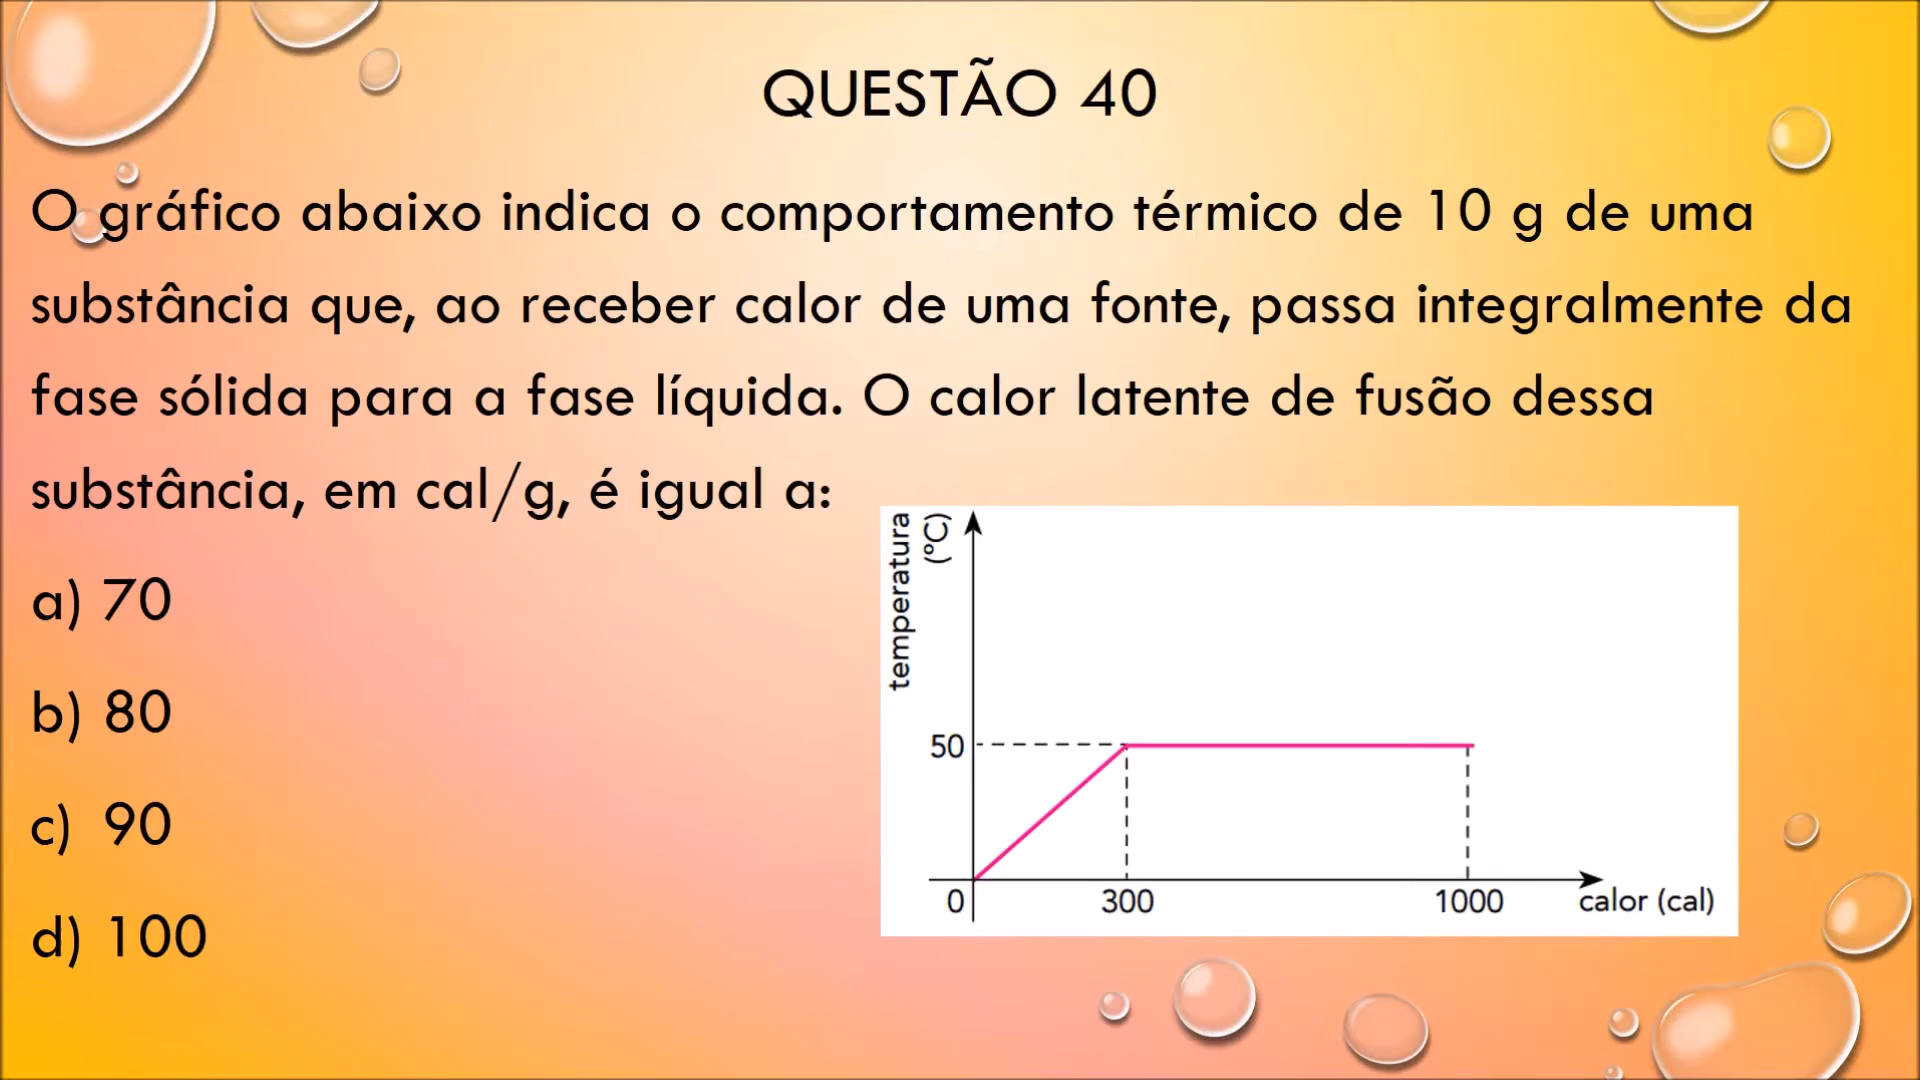 QUESTÃO 40
O gráfico abaixo indica o comportamento térmico de 10 g de uma
substância que, ao receber calor de uma fonte, passa integralmente da
fase sólida para a fase líquida. O calor latente de fusão dessa
substância, em cal/g, é igual a:
a) 70
b) 80
c) 90
d) 100
temperatura
(°C)
50
0
300
1000
calor (cal)